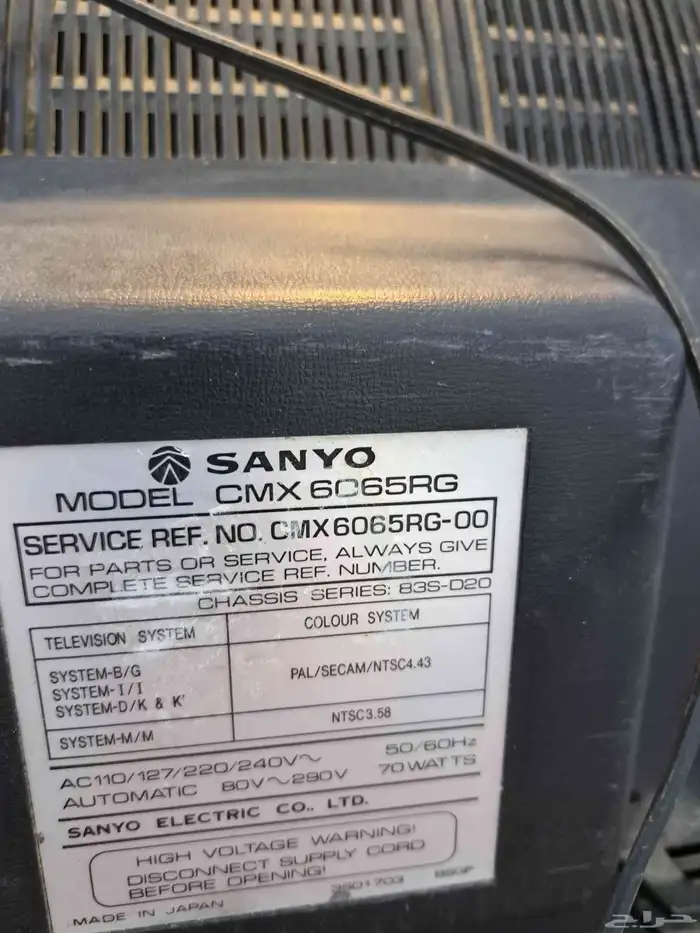 SANYO
MODEL CMX 6065RG
SERVICE REF. NO. CMX6065RG-00
FOR PARTS OR SERVICE, ALWAYS GIVE
COMPLETE SERVICE REF. NUMBER.
CHASSIS SERIES: 83S-D20
TELEVISION SYSTEM
COLOUR SYSTEM
SYSTEM-B/G
SYSTEM-I/I
SYSTEM-D/K & K'
PAL/SECAM/NTSC4.43
SYSTEM-M/M
NTSC3.58
AC110/127/220/240V~ 50/60Hz
AUTOMATIC 80V~290V 70WATTS
SANYO ELECTRIC CO., LTD.
HIGH VOLTAGE WARNING!
DISCONNECT SUPPLY CORD
BEFORE OPENING!
MADE IN JAPAN
حراج